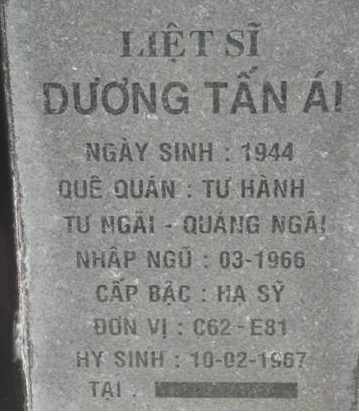 LIỆT SĨ
DƯƠNG TẤN ÁI
NGÀY SINH : 1944
QUÊ QUÁN : TƯ HÀNH
TƯ NGÃI - QUẢNG NGÃI
NHẬP NGŨ : 03-1966
CẤP BẬC : HẠ SỸ
ĐƠN VỊ : C62-E81
HY SINH : 10-02-1967
TẠI :